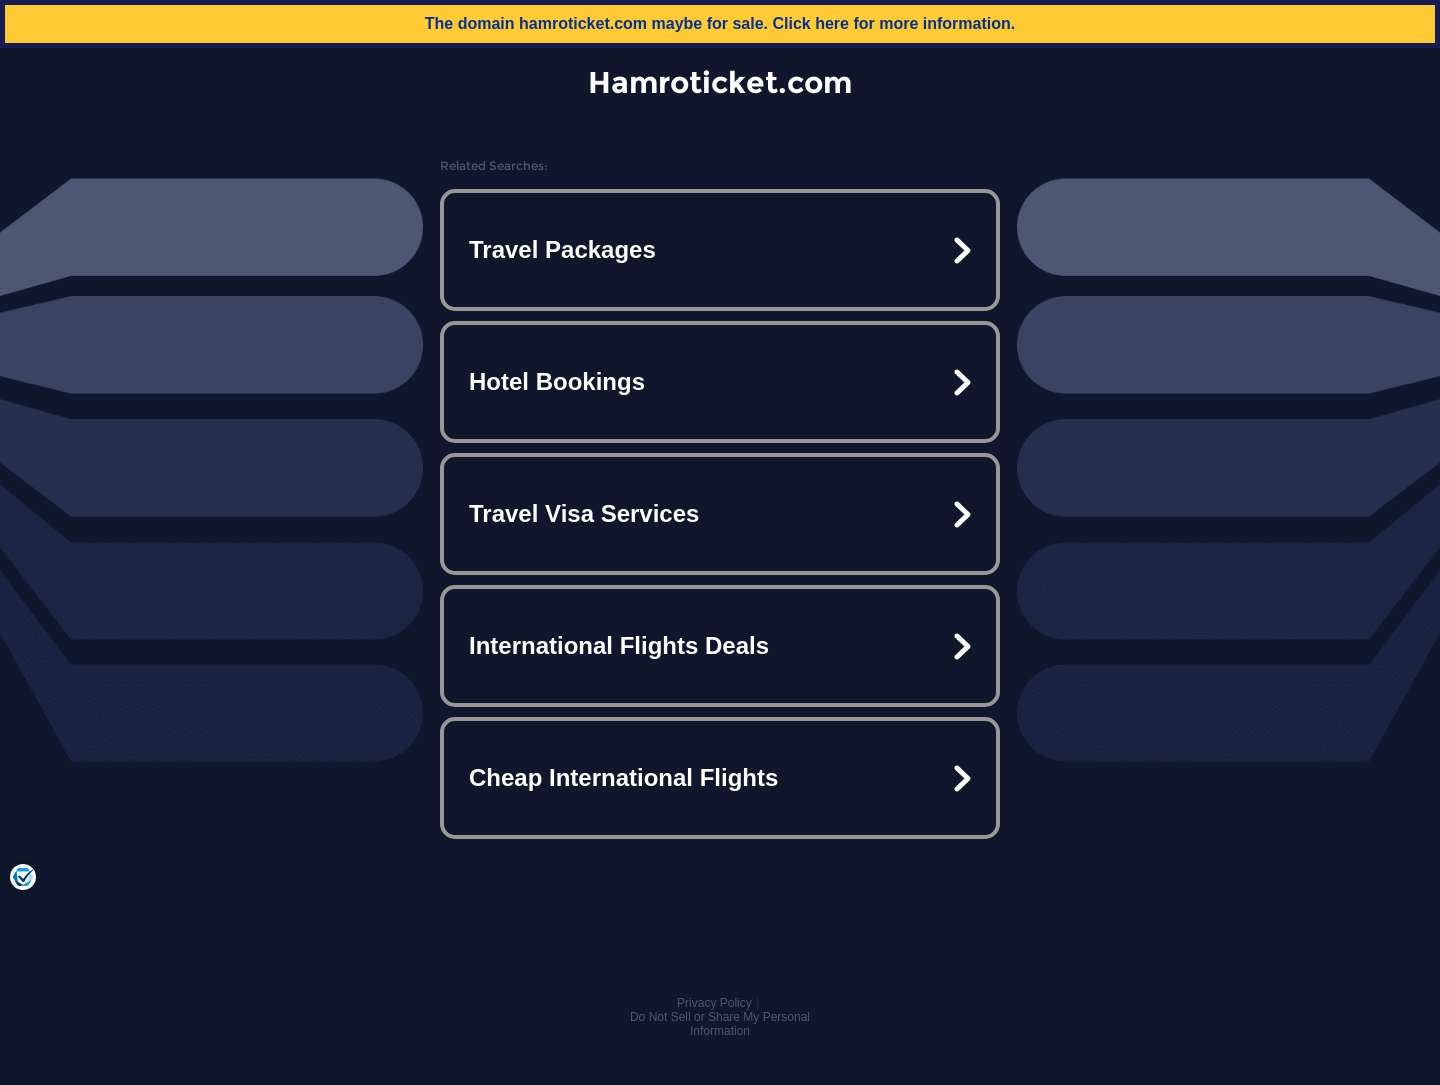 The domain hamroticket.com maybe for sale. Click here for more information.
Hamroticket.com
Related Searches:
Travel Packages
Hotel Bookings
Travel Visa Services
International Flights Deals
Cheap International Flights
Privacy Policy |
Do Not Sell or Share My Personal
Information